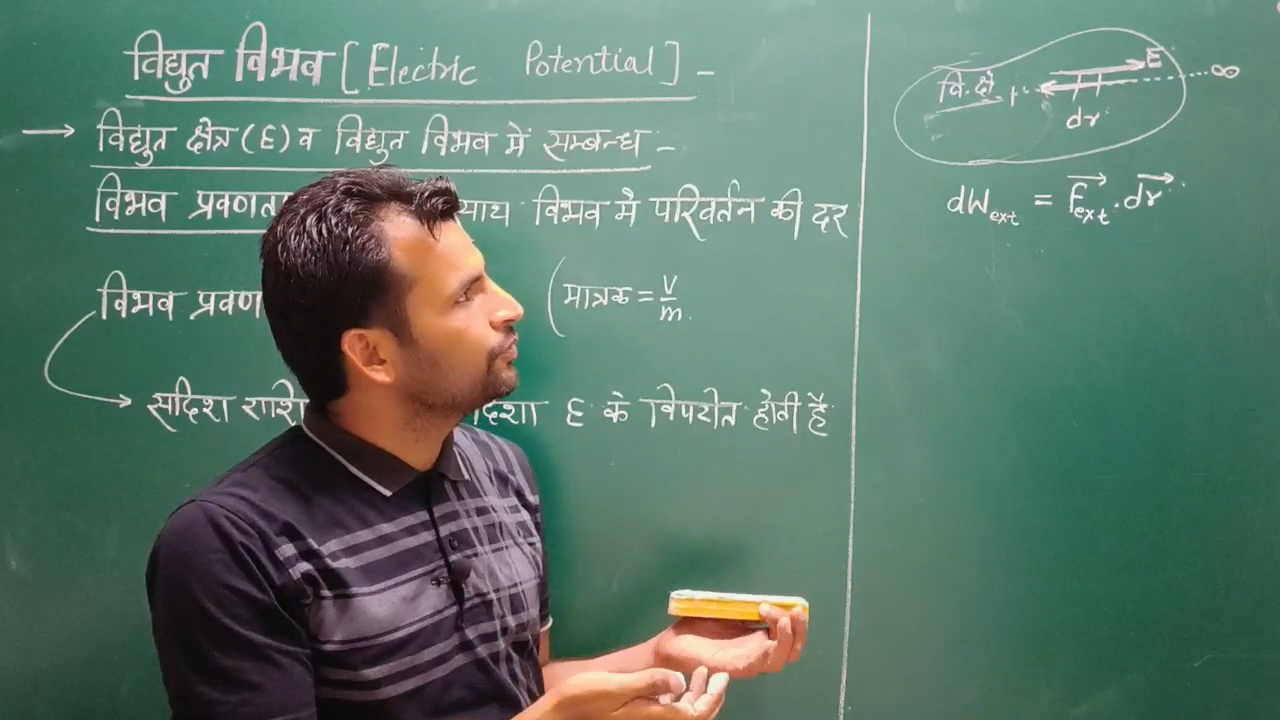 विद्युत विभव [Electric Potential] -
→ विद्युत क्षेत्र (E) व विद्युत विभव में सम्बन्ध -
विभव प्रवणता विभव में परिवर्तन की दर
विभव (मात्रक = V/m.
सदिश राशि E के विपरीत होती है
वि.क्षे. E ∞
dr
dW_ext = F_ext . dr